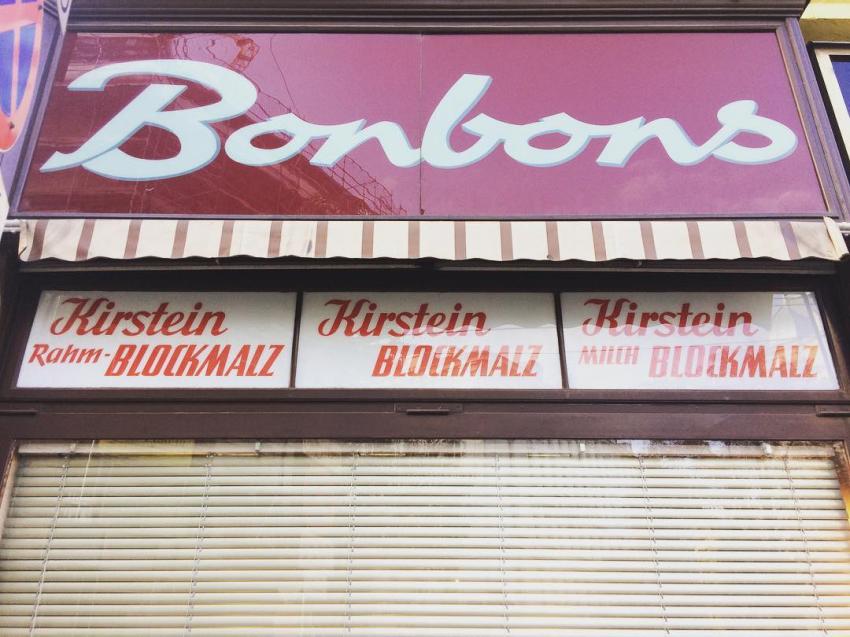 Bonbons
Kirstein
Rahm-BLOCKMALZ
Kirstein
BLOCKMALZ
Kirstein
MILCH BLOCKMALZ